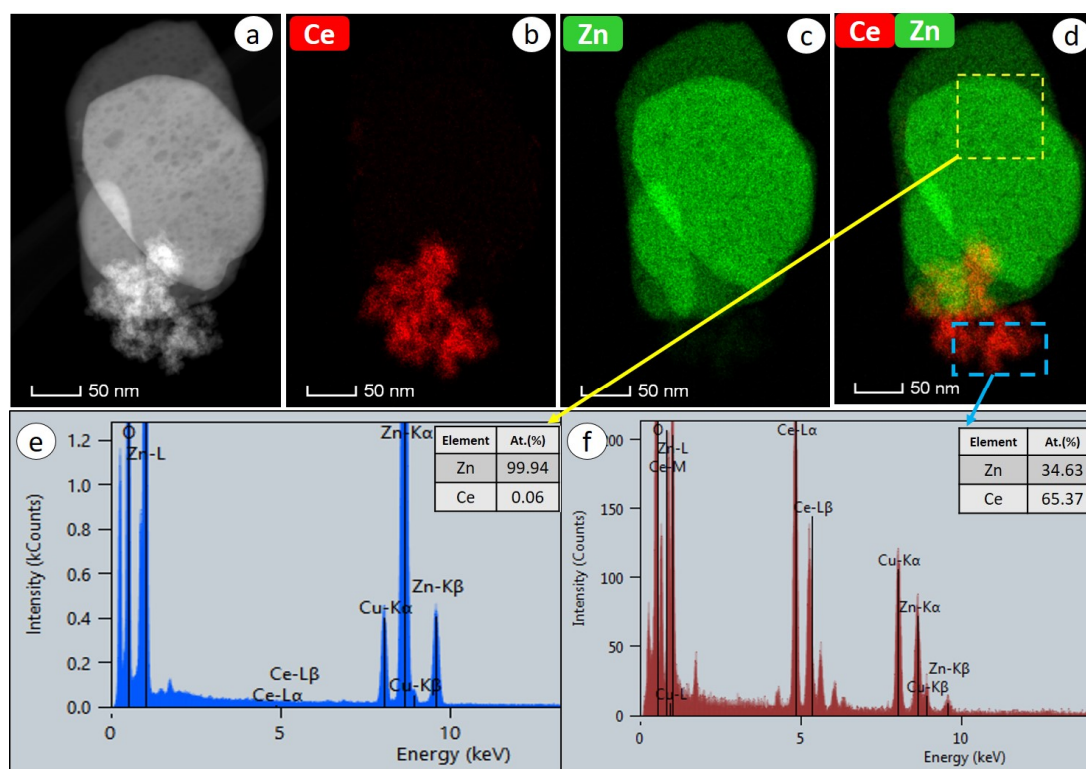 a
Ce
b
Zn
c
Ce Zn
d
50 nm
50 nm
50 nm
50 nm
e
Intensity (kCounts)
1.2
1.0
0.8
0.6
0.4
0.2
0.0
O
Zn-L
Ce-Lβ
Ce-Lα
Cu-Kα
Zn-Kα
Cu-Kβ
Zn-Kβ
0 5 10
Energy (keV)
Element At.(%)
Zn 99.94
Ce 0.06
f
Intensity (Counts)
200
150
100
50
0
O
Zn-L
Ce-M
Cu-L
Ce-Lα
Ce-Lβ
Cu-Kα
Zn-Kα
Zn-Kβ
Cu-Kβ
0 5 10
Energy (keV)
Element At.(%)
Zn 34.63
Ce 65.37